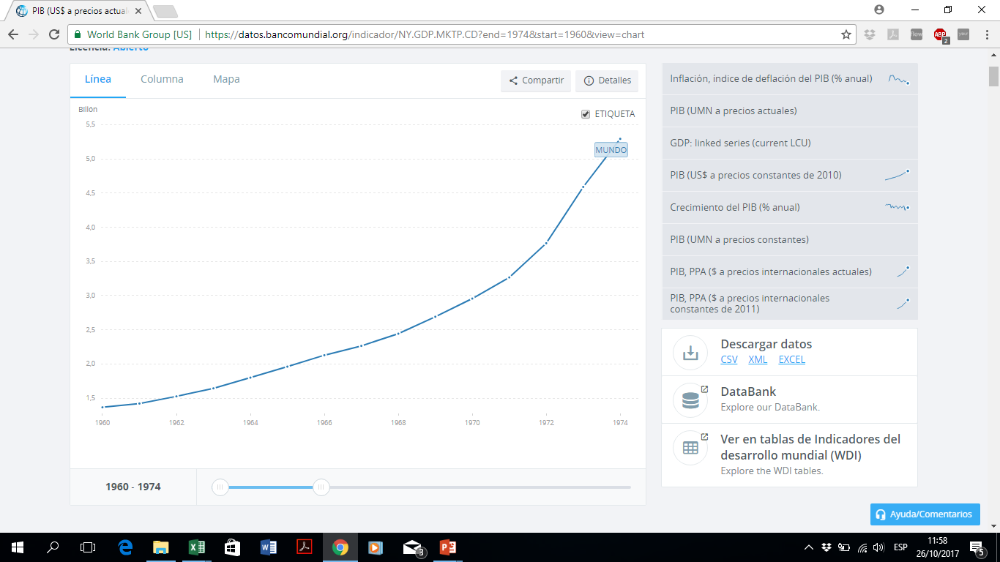 PIB (US$ a precios actual
World Bank Group [US]
https://datos.bancomundial.org/indicador/NY.GDP.MKTP.CD?end=1974&start=1960&view=chart
ABP
2
Licencia: Abierto
Línea
Columna
Mapa
Compartir
Detalles
Billón
ETIQUETA
5,5
5,0
4,5
4,0
3,5
3,0
2,5
2,0
1,5
MUNDO
1960
1962
1964
1966
1968
1970
1972
1974
1960 - 1974
Inflación, índice de deflación del PIB (% anual)
PIB (UMN a precios actuales)
GDP: linked series (current LCU)
PIB (US$ a precios constantes de 2010)
Crecimiento del PIB (% anual)
PIB (UMN a precios constantes)
PIB, PPA ($ a precios internacionales actuales)
PIB, PPA ($ a precios internacionales
constantes de 2011)
Descargar datos
CSV XML EXCEL
DataBank
Explore our DataBank.
Ver en tablas de Indicadores del
desarrollo mundial (WDI)
Explore the WDI tables.
Ayuda/Comentarios
3
ESP
11:58
26/10/2017
5